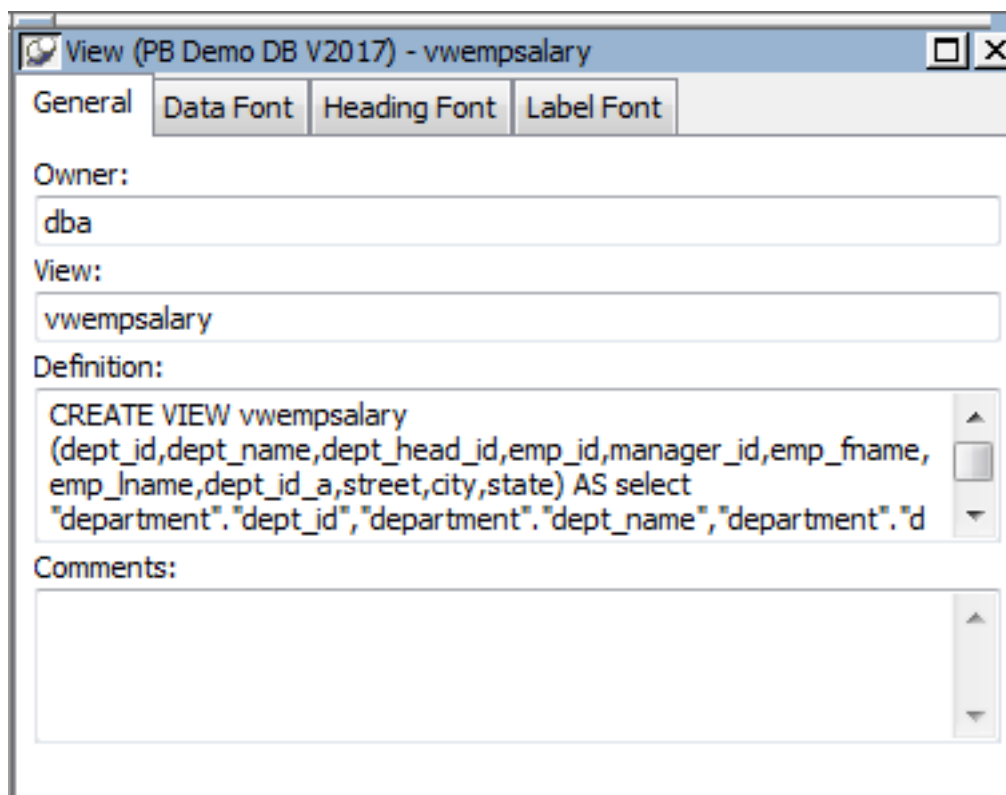 View (PB Demo DB V2017) - vwempsalary
General Data Font Heading Font Label Font
Owner:
dba
View:
vwempsalary
Definition:
CREATE VIEW vwempsalary
(dept_id,dept_name,dept_head_id,emp_id,manager_id,emp_fname,
emp_lname,dept_id_a,street,city,state) AS select
"department"."dept_id","department"."dept_name","department"."d
Comments: